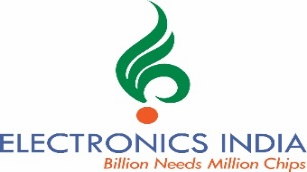 ELECTRONICS INDIA
Billion Needs Million Chips